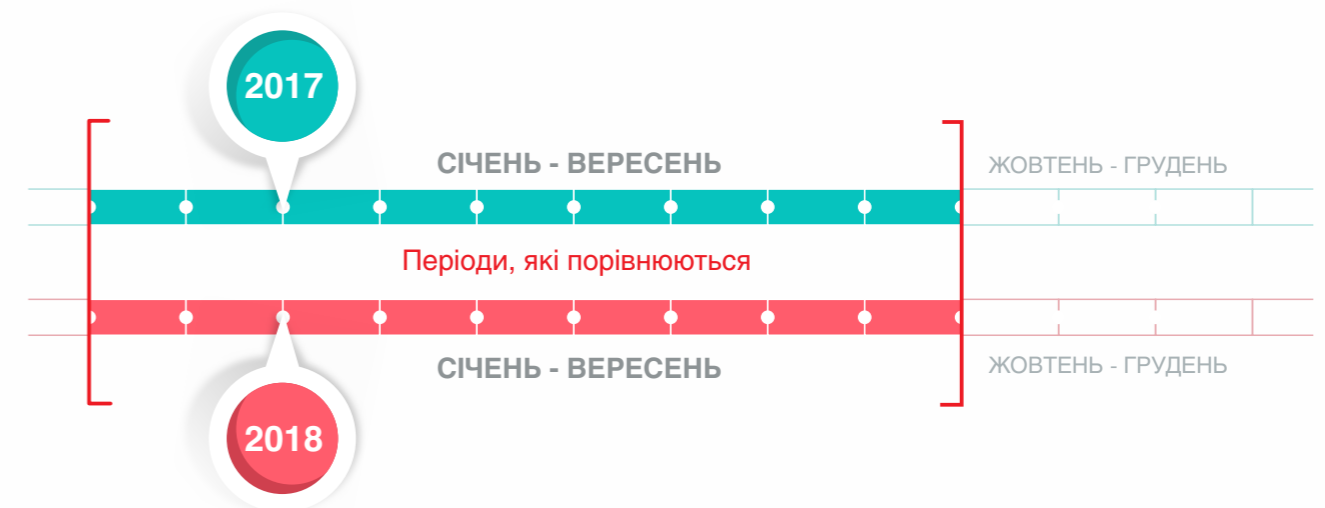 2017
СІЧЕНЬ - ВЕРЕСЕНЬ
ЖОВТЕНЬ - ГРУДЕНЬ
Періоди, які порівнюються
СІЧЕНЬ - ВЕРЕСЕНЬ
ЖОВТЕНЬ - ГРУДЕНЬ
2018